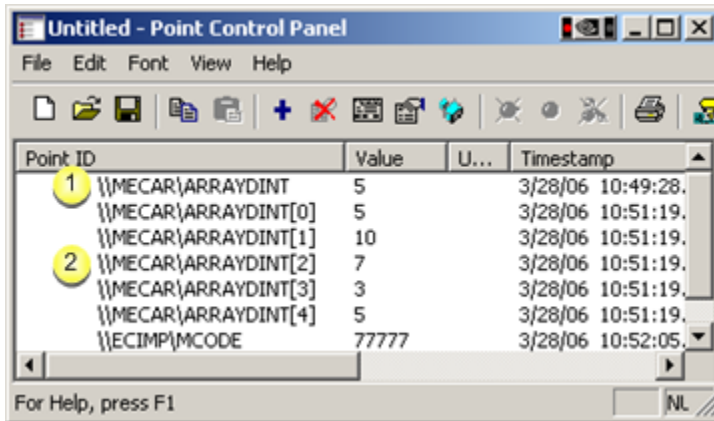 Untitled - Point Control Panel
File Edit Font View Help
Point ID Value U... Timestamp
1 \\MECAR\ARRAYDINT 5 3/28/06 10:49:28.
\\MECAR\ARRAYDINT[0] 5 3/28/06 10:51:19.
\\MECAR\ARRAYDINT[1] 10 3/28/06 10:51:19.
2 \\MECAR\ARRAYDINT[2] 7 3/28/06 10:51:19.
\\MECAR\ARRAYDINT[3] 3 3/28/06 10:51:19.
\\MECAR\ARRAYDINT[4] 5 3/28/06 10:51:19.
\\ECIMP\MCODE 77777 3/28/06 10:52:05.
For Help, press F1 NU